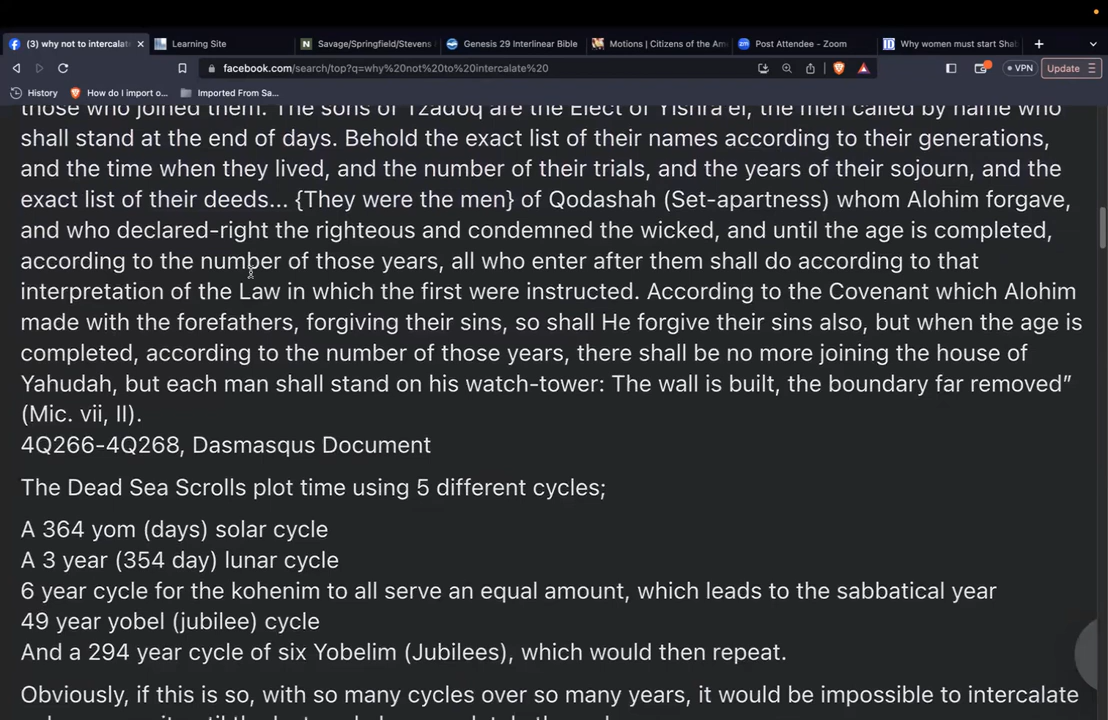 (3) why not to intercalat
Learning Site
Savage/Springfield/Stevens
Genesis 29 Interlinear Bible
Motions | Citizens of the Am
Post Attendee - Zoom
Why women must start Shab
facebook.com/search/top?q=why%20not%20to%20intercalate%20
VPN
Update
History
How do I import o...
Imported From Sa...
those who joined them. The sons of Tzadoq are the Elect of Yishra'el, the men called by name who
shall stand at the end of days. Behold the exact list of their names according to their generations,
and the time when they lived, and the number of their trials, and the years of their sojourn, and the
exact list of their deeds... {They were the men} of Qodashah (Set-apartness) whom Alohim forgave,
and who declared-right the righteous and condemned the wicked, and until the age is completed,
according to the number of those years, all who enter after them shall do according to that
interpretation of the Law in which the first were instructed. According to the Covenant which Alohim
made with the forefathers, forgiving their sins, so shall He forgive their sins also, but when the age is
completed, according to the number of those years, there shall be no more joining the house of
Yahudah, but each man shall stand on his watch-tower: The wall is built, the boundary far removed”
(Mic. vii, II).
4Q266-4Q268, Dasmasqus Document
The Dead Sea Scrolls plot time using 5 different cycles;
A 364 yom (days) solar cycle
A 3 year (354 day) lunar cycle
6 year cycle for the kohenim to all serve an equal amount, which leads to the sabbatical year
49 year yobel (jubilee) cycle
And a 294 year cycle of six Yobelim (Jubilees), which would then repeat.
Obviously, if this is so, with so many cycles over so many years, it would be impossible to intercalate